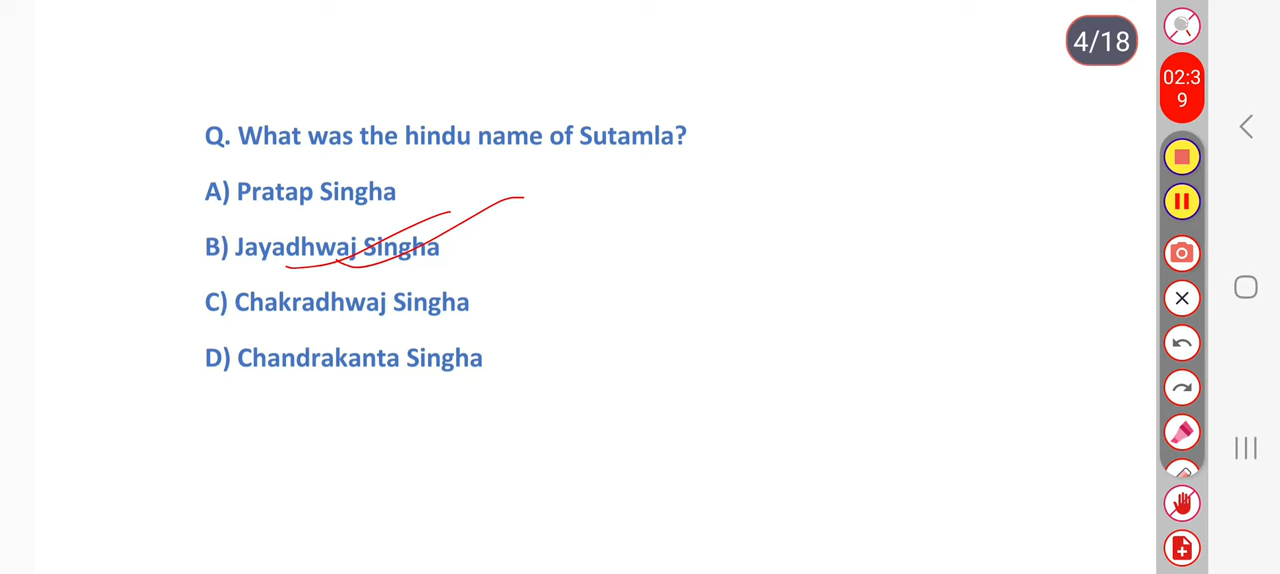 4/18
02:3
9
Q. What was the hindu name of Sutamla?
A) Pratap Singha
B) Jayadhwaj Singha
C) Chakradhwaj Singha
D) Chandrakanta Singha